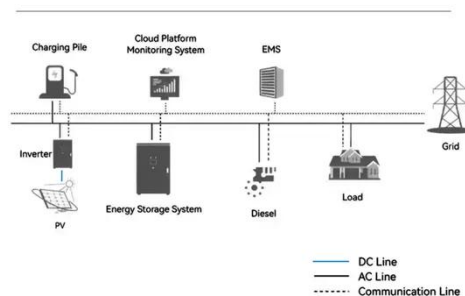 Charging Pile
Cloud Platform
Monitoring System
EMS
Grid
Inverter
PV
Energy Storage System
Diesel
Load
DC Line
AC Line
Communication Line